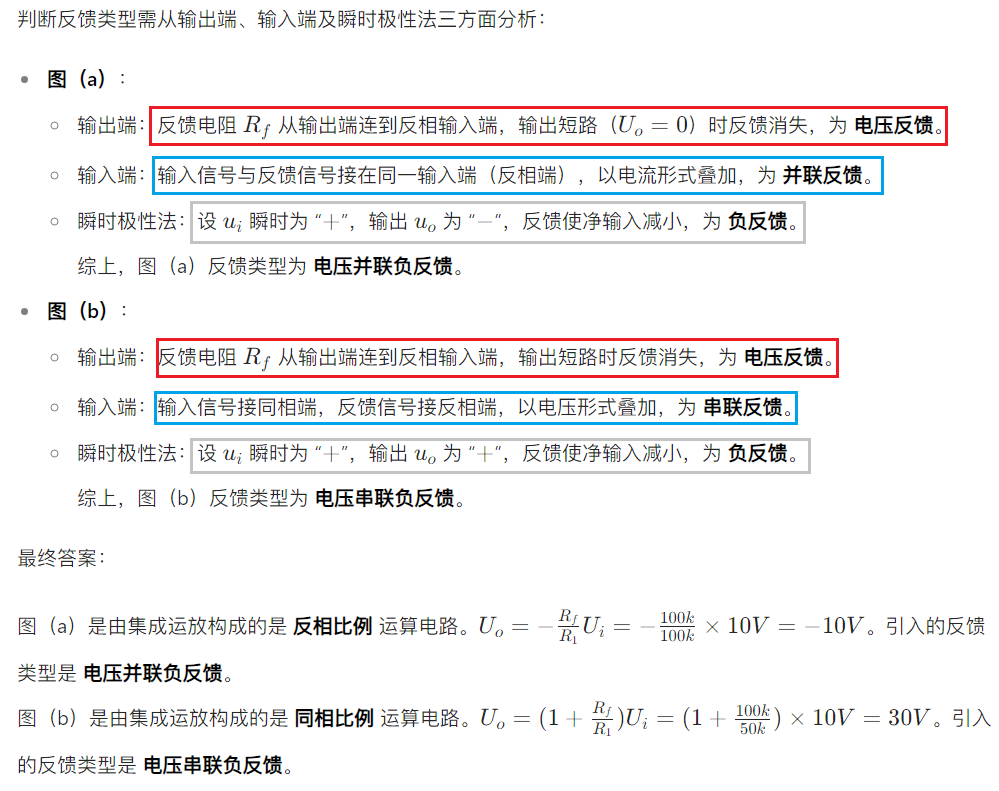 判断反馈类型需从输出端、输入端及瞬时极性法三方面分析：
图（a）：
输出端：反馈电阻 $R_f$ 从输出端连到反相输入端，输出短路（$U_o = 0$）时反馈消失，为 电压反馈。
输入端：输入信号与反馈信号接在同一输入端（反相端），以电流形式叠加，为 并联反馈。
瞬时极性法：设 $u_i$ 瞬时为 “+”，输出 $u_o$ 为 “−“，反馈使净输入减小，为 负反馈。
综上，图（a）反馈类型为 电压并联负反馈。
图（b）：
输出端：反馈电阻 $R_f$ 从输出端连到反相输入端，输出短路时反馈消失，为 电压反馈。
输入端：输入信号接同相端，反馈信号接反相端，以电压形式叠加，为 串联反馈。
瞬时极性法：设 $u_i$ 瞬时为 “+”，输出 $u_o$ 为 “+“，反馈使净输入减小，为 负反馈。
综上，图（b）反馈类型为 电压串联负反馈。
最终答案：
图（a）是由集成运放构成的是 反相比例 运算电路。$U_o = -\frac{R_f}{R_1}U_i = -\frac{100k}{100k} \times 10V = -10V$。引入的反馈
类型是 电压并联负反馈。
图（b）是由集成运放构成的是 同相比例 运算电路。$U_o = (1 + \frac{R_f}{R_1})U_i = (1 + \frac{100k}{50k}) \times 10V = 30V$。引入
的反馈类型是 电压串联负反馈。